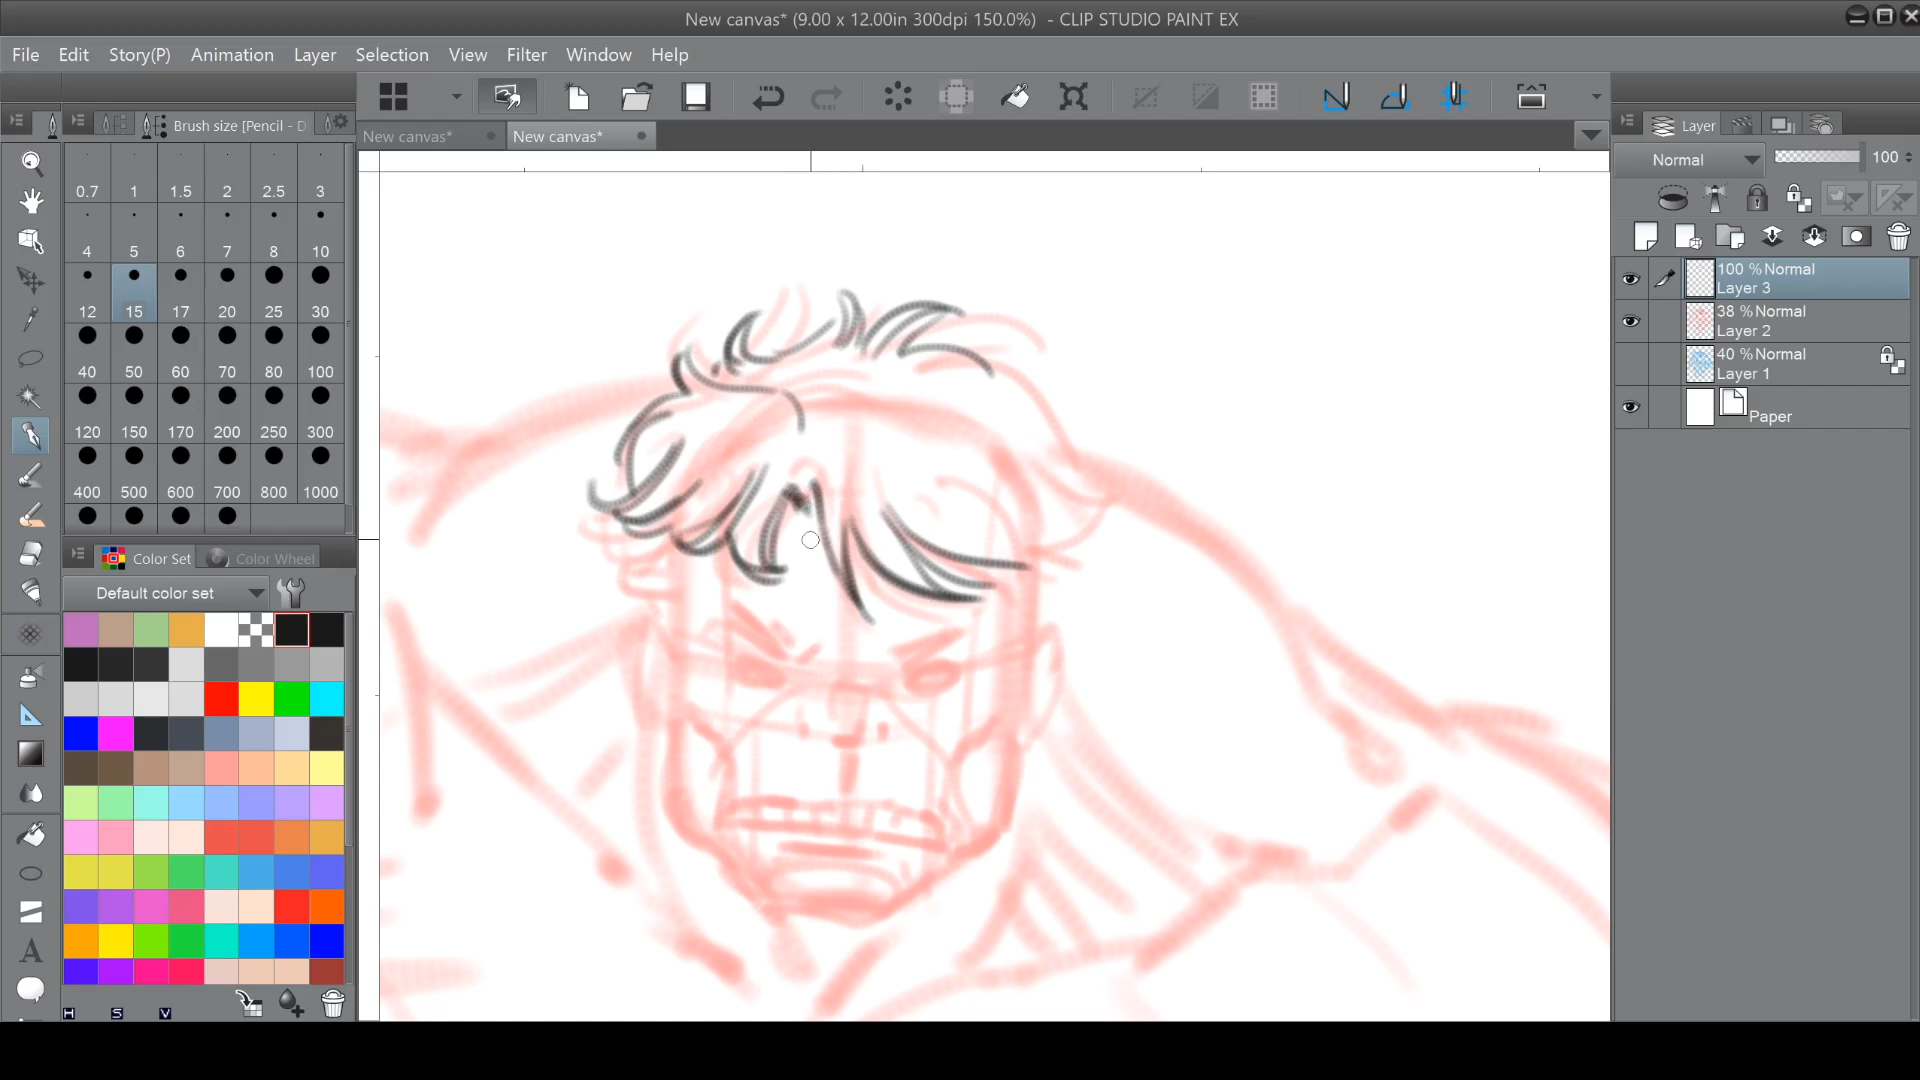 New canvas* (9.00 x 12.00in 300dpi 150.0%) - CLIP STUDIO PAINT EX
File Edit Story(P) Animation Layer Selection View Filter Window Help
Brush size [Pencil - D
New canvas*
New canvas*
Layer
0.7 1 1.5 2 2.5 3
4 5 6 7 8 10
12 15 17 20 25 30
40 50 60 70 80 100
120 150 170 200 250 300
400 500 600 700 800 1000
Color Set
Color Wheel
Default color set
H S V
Normal 100
100 %Normal
Layer 3
38 %Normal
Layer 2
40 %Normal
Layer 1
Paper